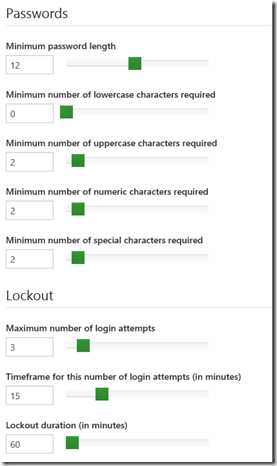 Passwords
Minimum password length
12
Minimum number of lowercase characters required
0
Minimum number of uppercase characters required
2
Minimum number of numeric characters required
2
Minimum number of special characters required
2
Lockout
Maximum number of login attempts
3
Timeframe for this number of login attempts (in minutes)
15
Lockout duration (in minutes)
60